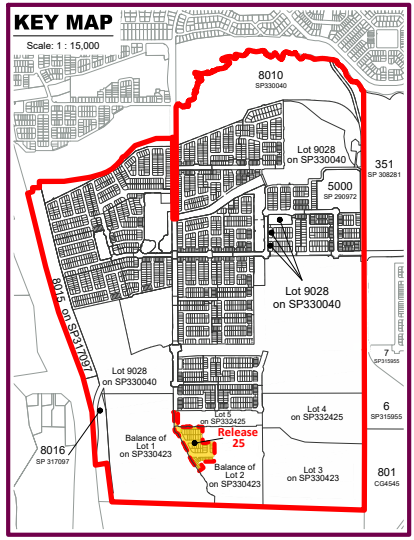 KEY MAP
Scale: 1 : 15,000
8010
SP330040
Lot 9028
on SP330040
351
SP 308281
5000
SP 290972
Lot 9028
on SP330040
8015 on SP317097
7
SP315955
Lot 9028
on SP330040
6
SP315955
Lot 5
on SP332425
Lot 4
on SP332425
Release
25
8016
SP 317097
Balance of
Lot 1
on SP330423
Balance of
Lot 2
on SP330423
Lot 3
on SP330423
801
CG4545